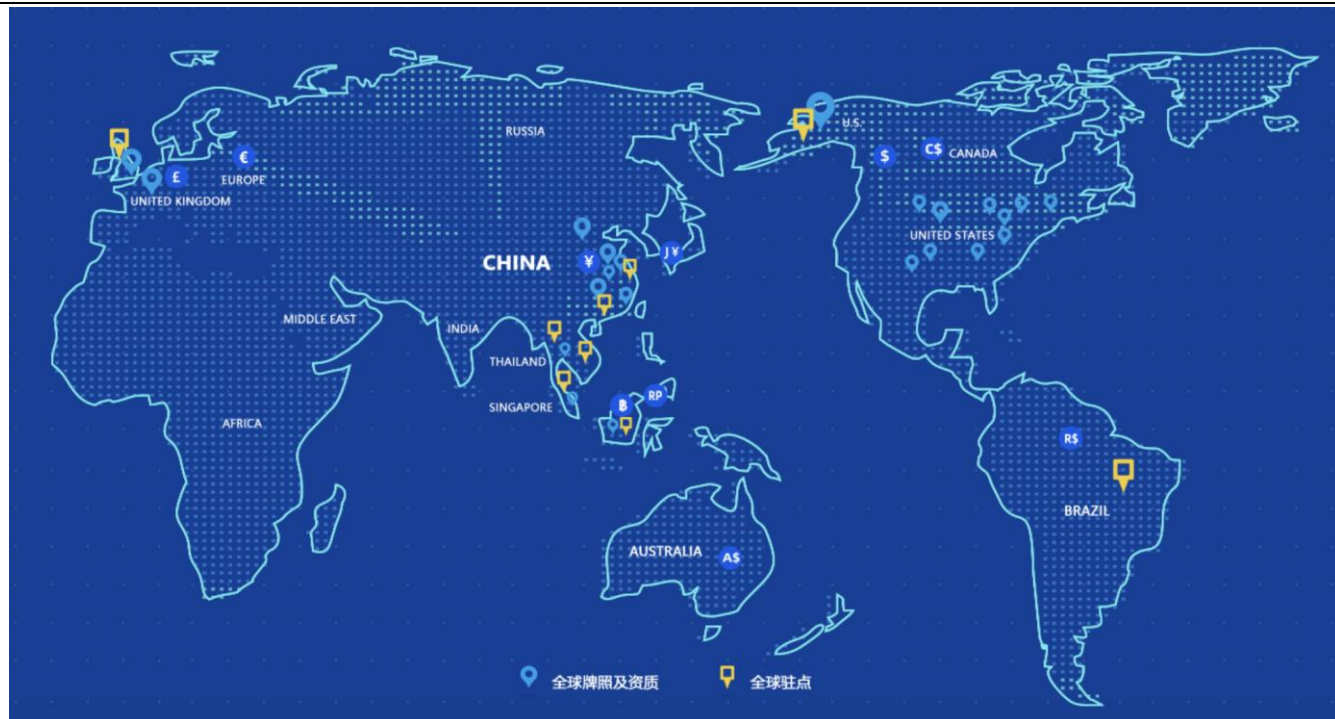 RUSSIA
U.S.
$
C$ CANADA
€
EUROPE
£
UNITED KINGDOM
UNITED STATES
CHINA
¥
J¥
MIDDLE EAST
INDIA
THAILAND
SINGAPORE
฿
RP
AFRICA
R$
BRAZIL
AUSTRALIA
A$
全球牌照及资质
全球驻点